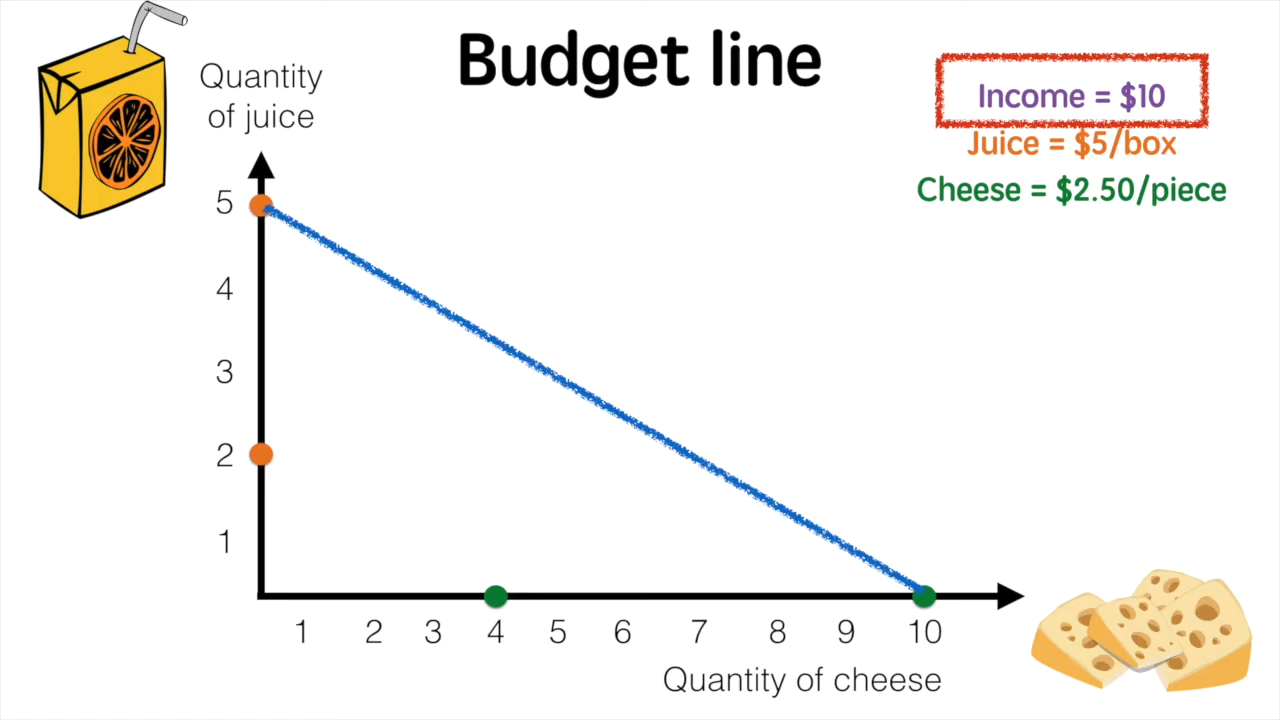 Budget line
Quantity
of juice
Income = $10
Juice = $5/box
Cheese = $2.50/piece
5
4
3
2
1
1 2 3 4 5 6 7 8 9 10
Quantity of cheese